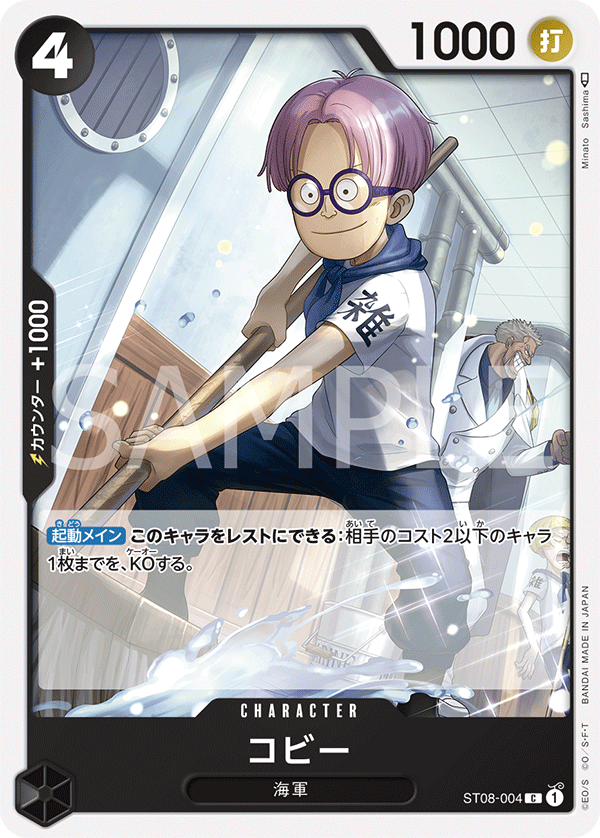 4
1000
打
Minato Sashima
カウンター +1000
雑
SAMPLE
起動メイン このキャラをレストにできる:相手のコスト2以下のキャラ
1枚までを、KOする。
CHARACTER
コビー
海軍
ST08-004 C 1
©E.O/S ©O/S・F・T BANDAI MADE IN JAPAN